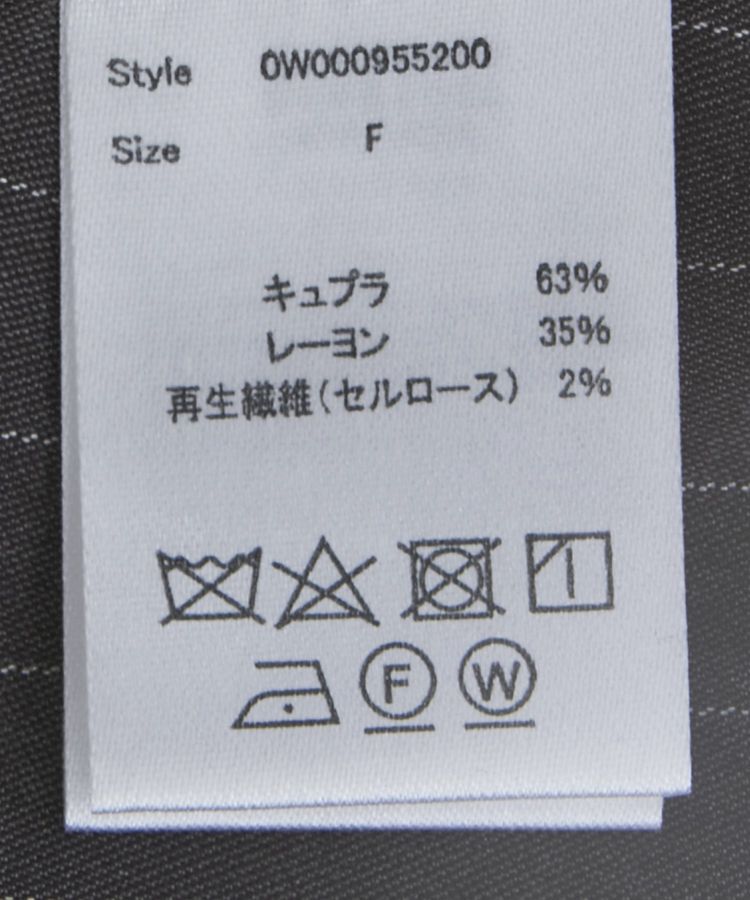 Style 0W000955200
Size F
キュプラ 63%
レーヨン 35%
再生繊維(セルロース) 2%
F W